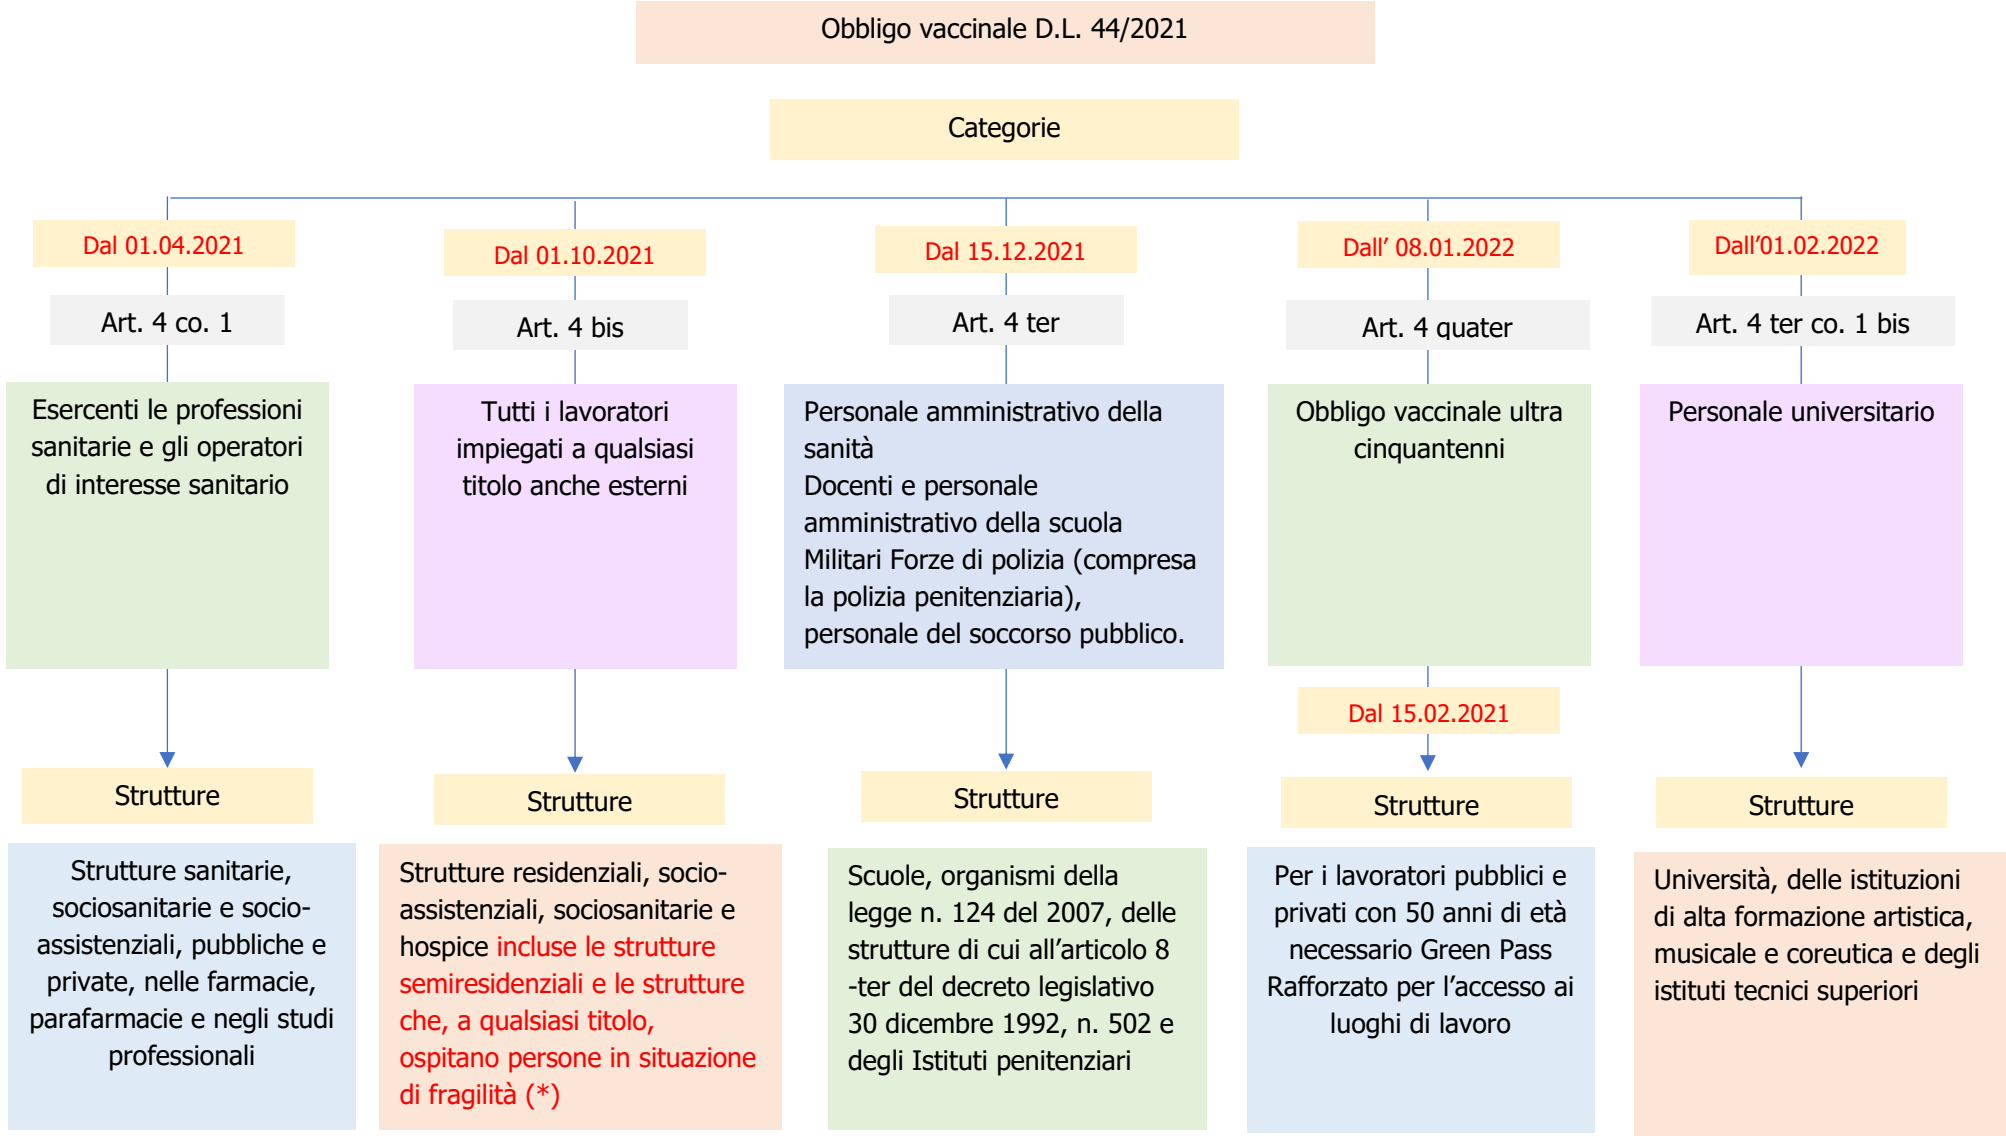 Obbligo vaccinale D.L. 44/2021
Categorie
Dal 01.04.2021
Art. 4 co. 1
Esercenti le professioni
sanitarie e gli operatori
di interesse sanitario
Strutture
Strutture sanitarie,
sociosanitarie e socio-
assistenziali, pubbliche e
private, nelle farmacie,
parafarmacie e negli studi
professionali
Dal 01.10.2021
Art. 4 bis
Tutti i lavoratori
impiegati a qualsiasi
titolo anche esterni
Strutture
Strutture residenziali, socio-
assistenziali, sociosanitarie e
hospice incluse le strutture
semiresidenziali e le strutture
che, a qualsiasi titolo,
ospitano persone in situazione
di fragilità (*)
Dal 15.12.2021
Art. 4 ter
Personale amministrativo della
sanità
Docenti e personale
amministrativo della scuola
Militari Forze di polizia (compresa
la polizia penitenziaria),
personale del soccorso pubblico.
Strutture
Scuole, organismi della
legge n. 124 del 2007, delle
strutture di cui all’articolo 8
-ter del decreto legislativo
30 dicembre 1992, n. 502 e
degli Istituti penitenziari
Dall’ 08.01.2022
Art. 4 quater
Obbligo vaccinale ultra
cinquantenni
Dal 15.02.2021
Strutture
Per i lavoratori pubblici e
privati con 50 anni di età
necessario Green Pass
Rafforzato per l’accesso ai
luoghi di lavoro
Dall’01.02.2022
Art. 4 ter co. 1 bis
Personale universitario
Strutture
Università, delle istituzioni
di alta formazione artistica,
musicale e coreutica e degli
istituti tecnici superiori